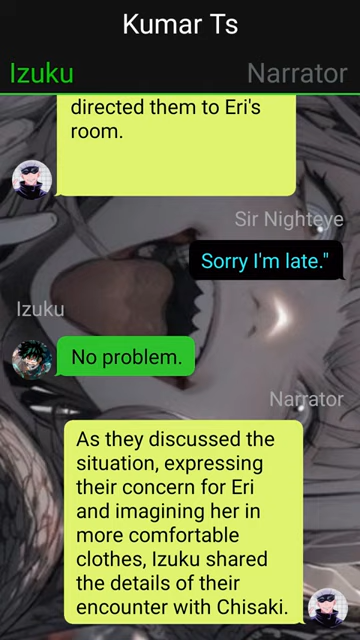 Kumar Ts
Izuku
Narrator
directed them to Eri's
room.
Sir Nighteye
Sorry I'm late."
Izuku
No problem.
Narrator
As they discussed the
situation, expressing
their concern for Eri
and imagining her in
more comfortable
clothes, Izuku shared
the details of their
encounter with Chisaki.